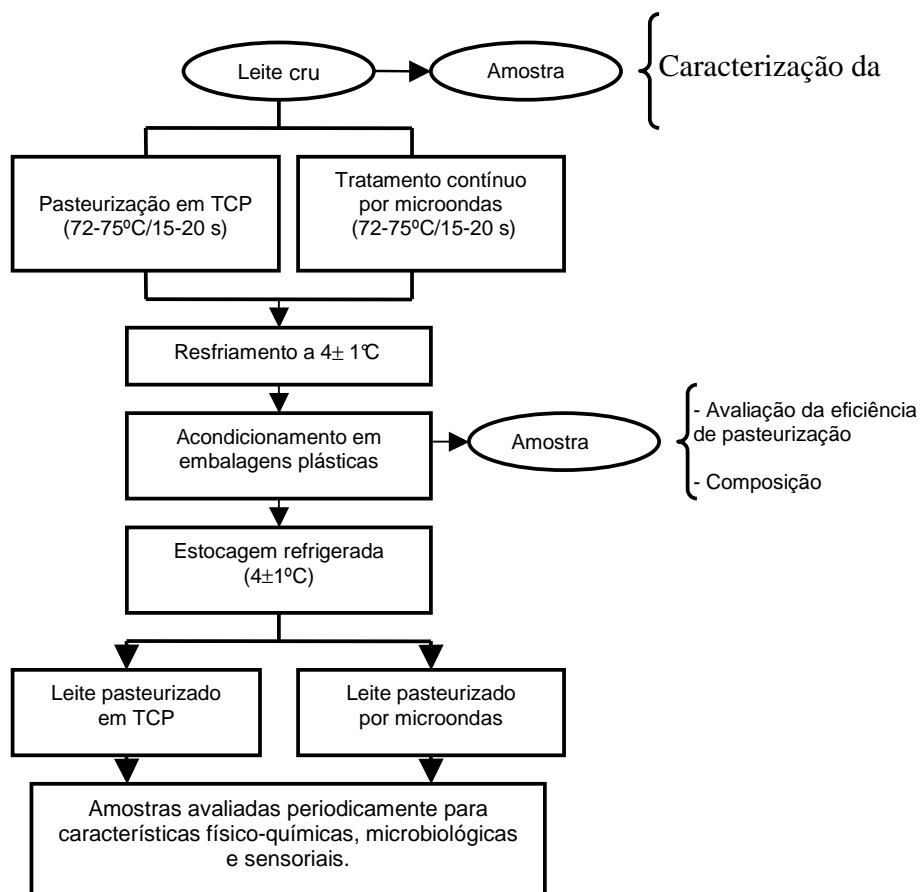 Leite cru
Amostra
Caracterização da
Pasteurização em TCP
(72-75ºC/15-20 s)
Tratamento contínuo
por microondas
(72-75ºC/15-20 s)
Resfriamento a 4± 1ºC
Acondicionamento em
embalagens plásticas
Amostra
- Avaliação da eficiência
de pasteurização
- Composição
Estocagem refrigerada
(4±1ºC)
Leite pasteurizado
em TCP
Leite pasteurizado
por microondas
Amostras avaliadas periodicamente para
características físico-químicas, microbiológicas
e sensoriais.